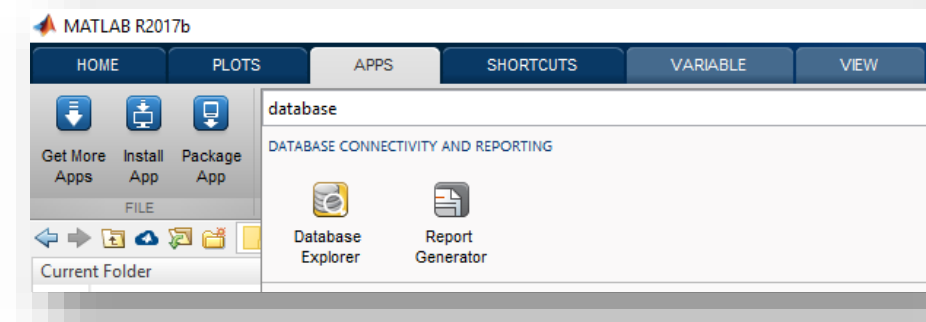 MATLAB R2017b
HOME PLOTS APPS SHORTCUTS VARIABLE VIEW
database
DATABASE CONNECTIVITY AND REPORTING
Get More Apps
Install App
Package App
FILE
Database Explorer
Report Generator
Current Folder